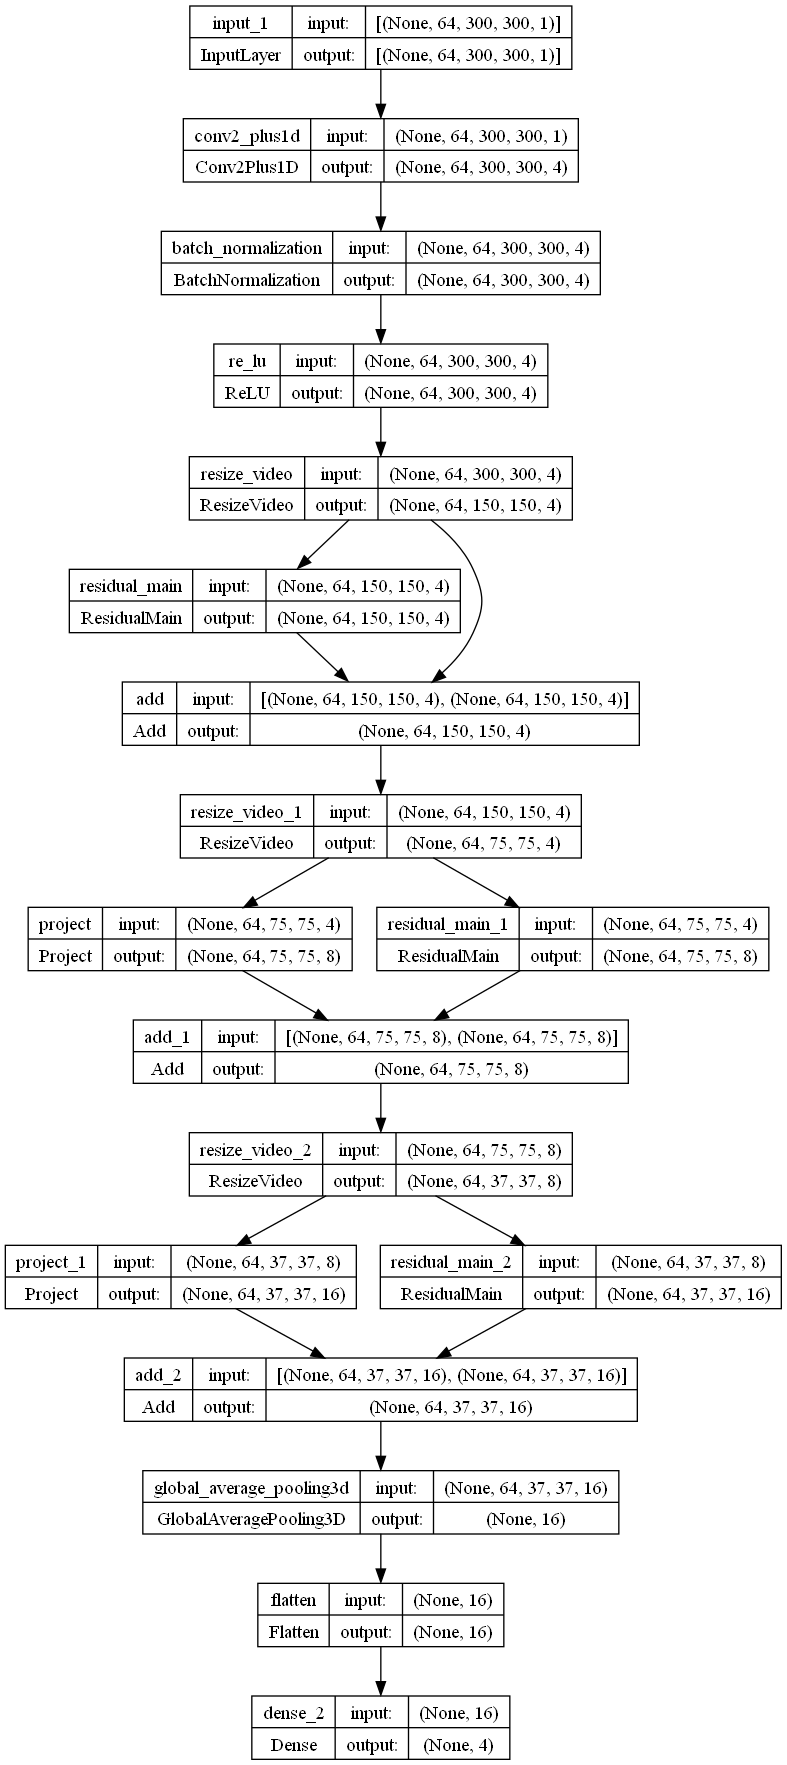 input_1 input: [(None, 64, 300, 300, 1)]
InputLayer output: [(None, 64, 300, 300, 1)]
conv2_plus1d input: (None, 64, 300, 300, 1)
Conv2Plus1D output: (None, 64, 300, 300, 4)
batch_normalization input: (None, 64, 300, 300, 4)
BatchNormalization output: (None, 64, 300, 300, 4)
re_lu input: (None, 64, 300, 300, 4)
ReLU output: (None, 64, 300, 300, 4)
resize_video input: (None, 64, 300, 300, 4)
ResizeVideo output: (None, 64, 150, 150, 4)
residual_main input: (None, 64, 150, 150, 4)
ResidualMain output: (None, 64, 150, 150, 4)
add input: [(None, 64, 150, 150, 4), (None, 64, 150, 150, 4)]
Add output: (None, 64, 150, 150, 4)
resize_video_1 input: (None, 64, 150, 150, 4)
ResizeVideo output: (None, 64, 75, 75, 4)
project input: (None, 64, 75, 75, 4)
Project output: (None, 64, 75, 75, 8)
residual_main_1 input: (None, 64, 75, 75, 4)
ResidualMain output: (None, 64, 75, 75, 8)
add_1 input: [(None, 64, 75, 75, 8), (None, 64, 75, 75, 8)]
Add output: (None, 64, 75, 75, 8)
resize_video_2 input: (None, 64, 75, 75, 8)
ResizeVideo output: (None, 64, 37, 37, 8)
project_1 input: (None, 64, 37, 37, 8)
Project output: (None, 64, 37, 37, 16)
residual_main_2 input: (None, 64, 37, 37, 8)
ResidualMain output: (None, 64, 37, 37, 16)
add_2 input: [(None, 64, 37, 37, 16), (None, 64, 37, 37, 16)]
Add output: (None, 64, 37, 37, 16)
global_average_pooling3d input: (None, 64, 37, 37, 16)
GlobalAveragePooling3D output: (None, 16)
flatten input: (None, 16)
Flatten output: (None, 16)
dense_2 input: (None, 16)
Dense output: (None, 4)